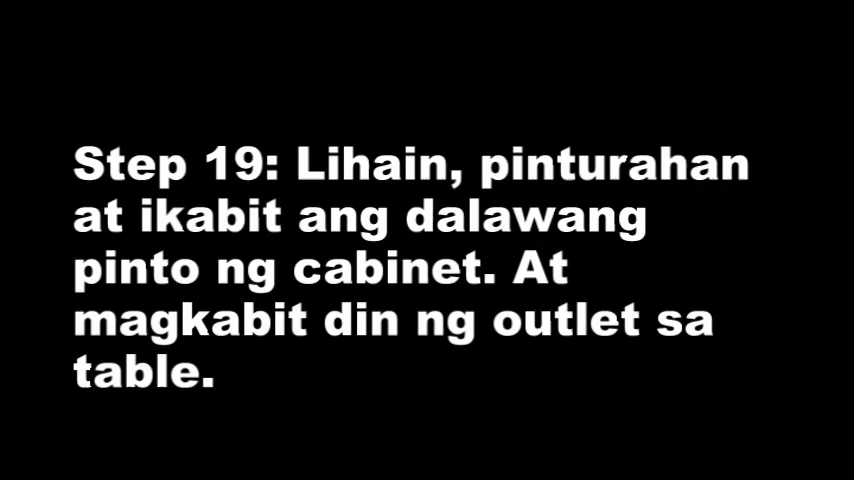 Step 19: Lihain, pinturahan
at ikabit ang dalawang
pinto ng cabinet. At
magkabit din ng outlet sa
table.